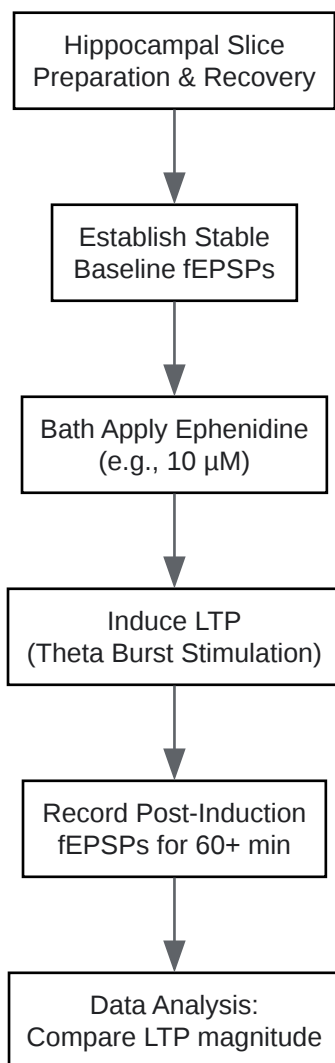 Hippocampal Slice
Preparation & Recovery
Establish Stable
Baseline fEPSPs
Bath Apply Ephenidine
(e.g., 10 µM)
Induce LTP
(Theta Burst Stimulation)
Record Post-Induction
fEPSPs for 60+ min
Data Analysis:
Compare LTP magnitude